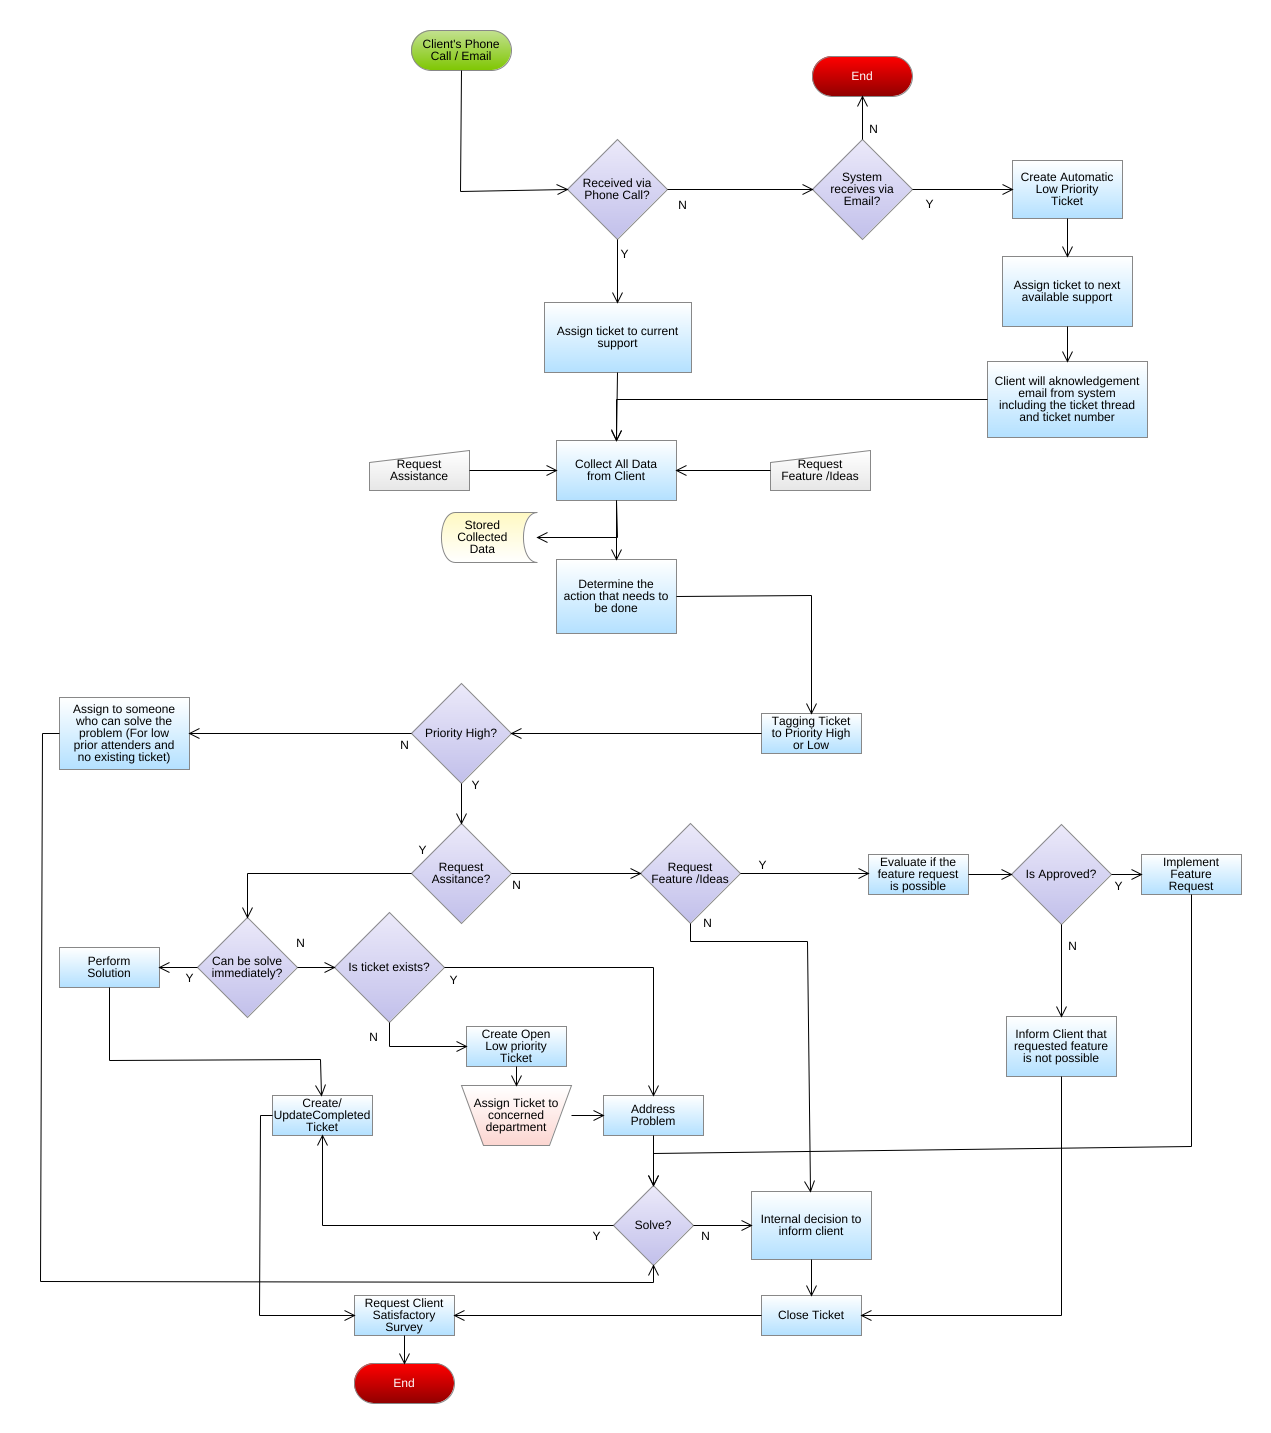 Client's Phone
Call / Email
End
N
Received via
Phone Call?
N
System
receives via
Email?
Y
Create Automatic
Low Priority
Ticket
Y
Assign ticket to next
available support
Assign ticket to current
support
Client will aknowledgement
email from system
including the ticket thread
and ticket number
Request
Assistance
Collect All Data
from Client
Request
Feature /Ideas
Stored
Collected
Data
Determine the
action that needs to
be done
Assign to someone
who can solve the
problem (For low
prior attenders and
no existing ticket)
N
Priority High?
Tagging Ticket
to Priority High
or Low
Y
Y
Request
Assitance?
N
Request
Feature /Ideas
Y
Evaluate if the
feature request
is possible
Is Approved?
Y
Implement
Feature
Request
N
N
Perform
Solution
Y
Can be solve
immediately?
N
Is ticket exists?
Y
N
Create Open
Low priority
Ticket
Inform Client that
requested feature
is not possible
Create/
UpdateCompleted
Ticket
Assign Ticket to
concerned
department
Address
Problem
Y
Solve?
N
Internal decision to
inform client
Request Client
Satisfactory
Survey
Close Ticket
End